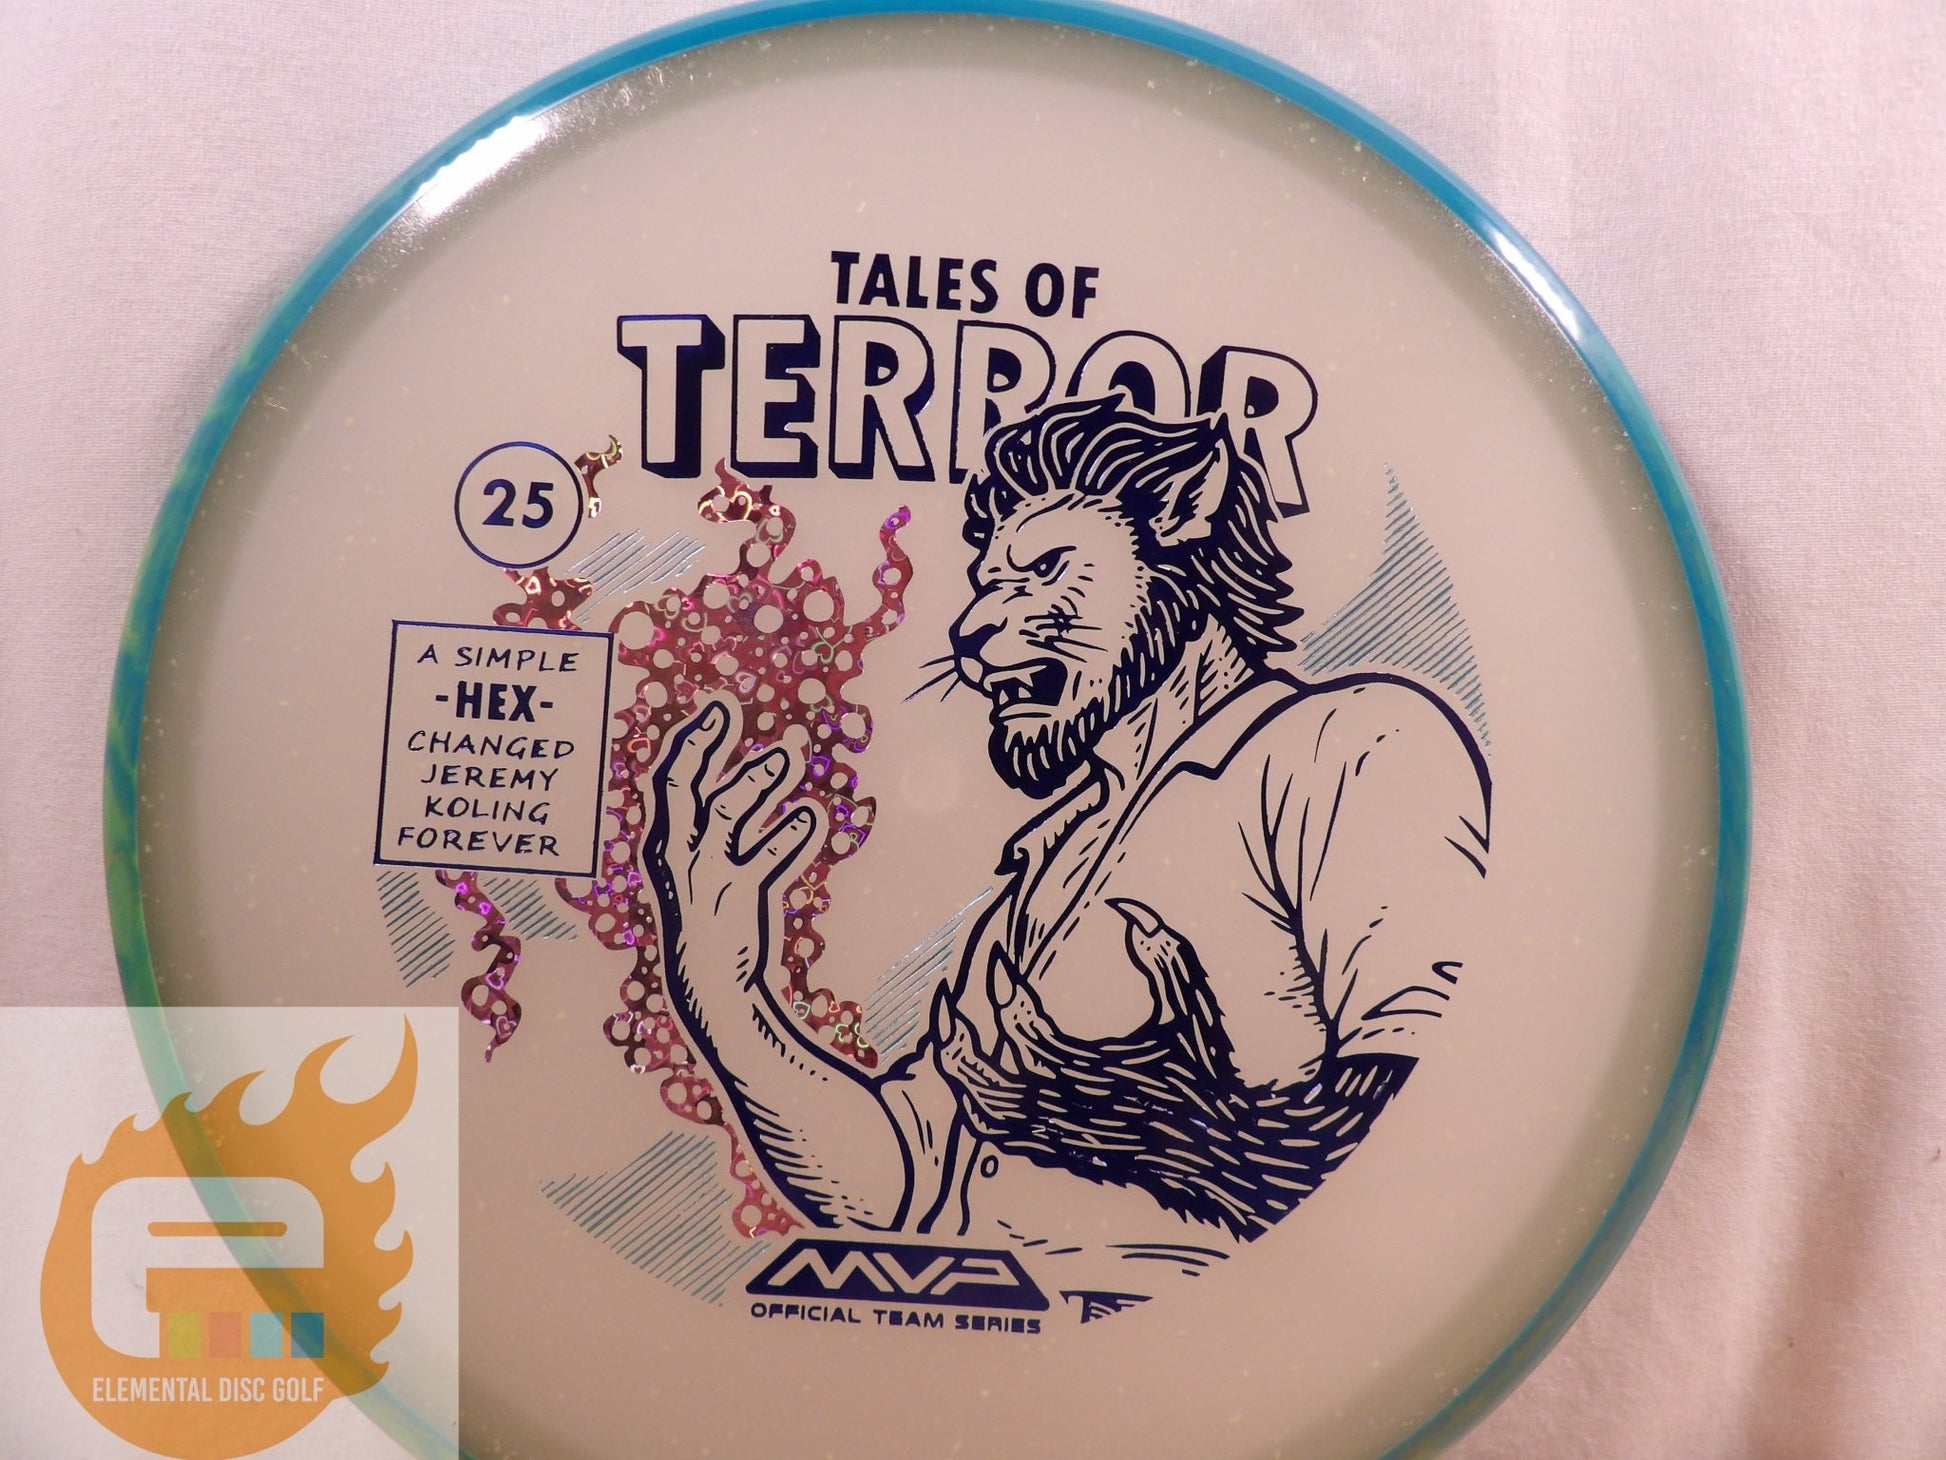 TALES OF
TERROR
25
A SIMPLE
-HEX-
CHANGED
JEREMY
KOLING
FOREVER
MVP
OFFICIAL TEAM SERIES
ELEMENTAL DISC GOLF